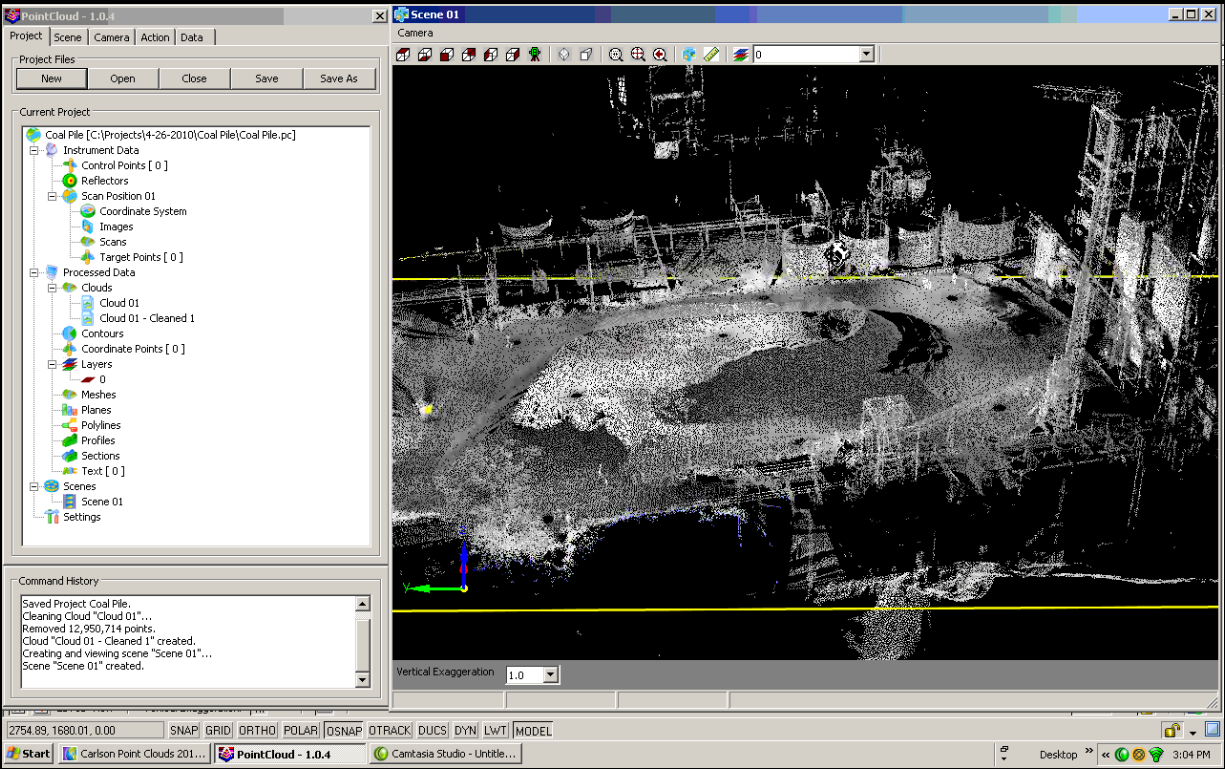 PointCloud - 1.0.4
Project Scene Camera Action Data
Project Files
New Open Close Save Save As
Current Project
Coal Pile [C:\Projects\4-26-2010\Coal Pile\Coal Pile.pc]
Instrument Data
Control Points [ 0 ]
Reflectors
Scan Position 01
Coordinate System
Images
Scans
Target Points [ 0 ]
Processed Data
Clouds
Cloud 01
Cloud 01 - Cleaned 1
Contours
Coordinate Points [ 0 ]
Layers
0
Meshes
Planes
Polylines
Profiles
Sections
Text [ 0 ]
Scenes
Scene 01
Settings
Command History
Saved Project Coal Pile.
Cleaning Cloud "Cloud 01"...
Removed 12,950,714 points.
Cloud "Cloud 01 - Cleaned 1" created.
Creating and viewing scene "Scene 01"...
Scene "Scene 01" created.
Scene 01
Camera
0
Y
Vertical Exaggeration 1.0
2754.89, 1680.01, 0.00 SNAP GRID ORTHO POLAR OSNAP OTRACK DUCS DYN LWT MODEL
Start Carlson Point Clouds 201... PointCloud - 1.0.4 Camtasia Studio - Untitle... Desktop » « 3:04 PM